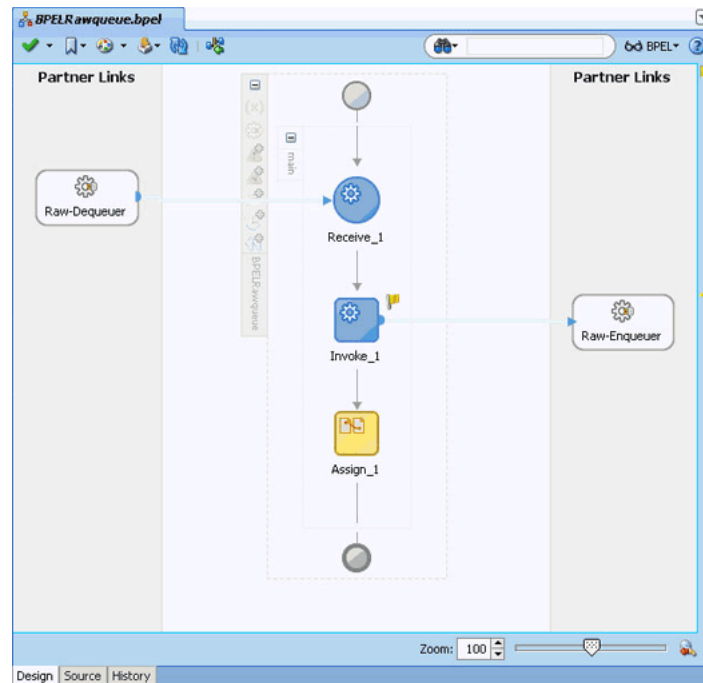 BPELRawqueue.bpel
BPEL
Partner Links
Partner Links
(x)
main
Raw-Dequeuer
Receive_1
BPELRawqueue
Raw-Enqueuer
Invoke_1
Assign_1
Zoom: 100
Design Source History